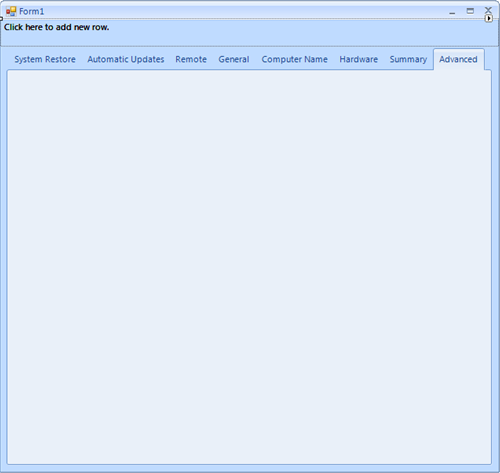 Form1
Click here to add new row.
System Restore Automatic Updates Remote General Computer Name Hardware Summary Advanced